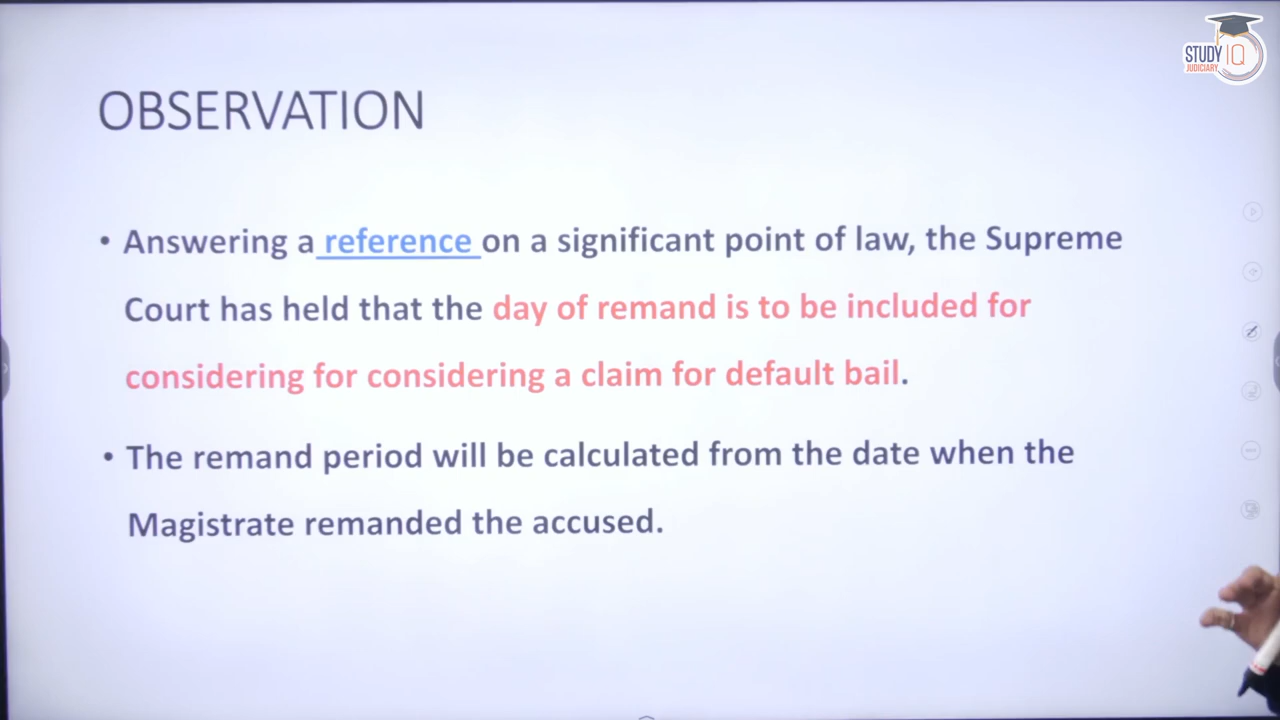 STUDY IQ
JUDICIARY
OBSERVATION
• Answering a reference on a significant point of law, the Supreme
Court has held that the day of remand is to be included for
considering for considering a claim for default bail.
• The remand period will be calculated from the date when the
Magistrate remanded the accused.